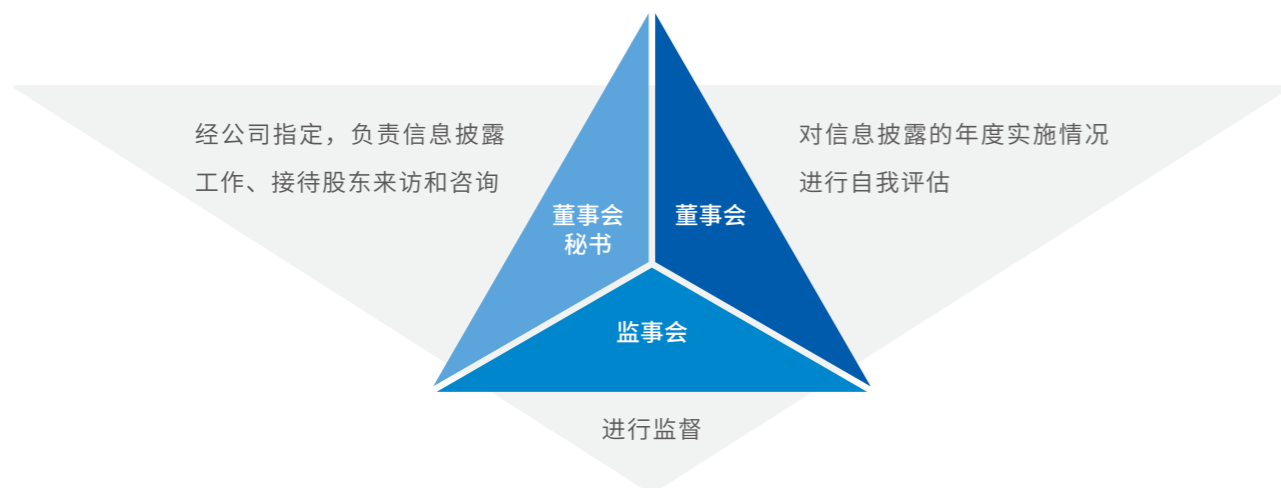 经公司指定，负责信息披露
工作、接待股东来访和咨询
董事会
秘书
董事会
对信息披露的年度实施情况
进行自我评估
监事会
进行监督